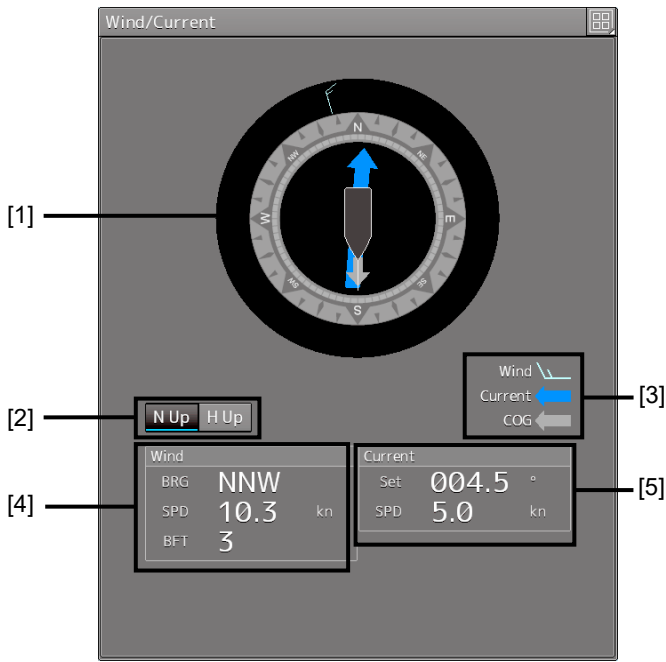 Wind/Current
N
NW
NE
[1]
W
E
SW
SE
S
Wind
Current
[3]
COG
[2]
N Up
H Up
Wind
BRG
NNW
[4]
SPD
10.3
kn
BFT
3
Current
Set
004.5
°
[5]
SPD
5.0
kn